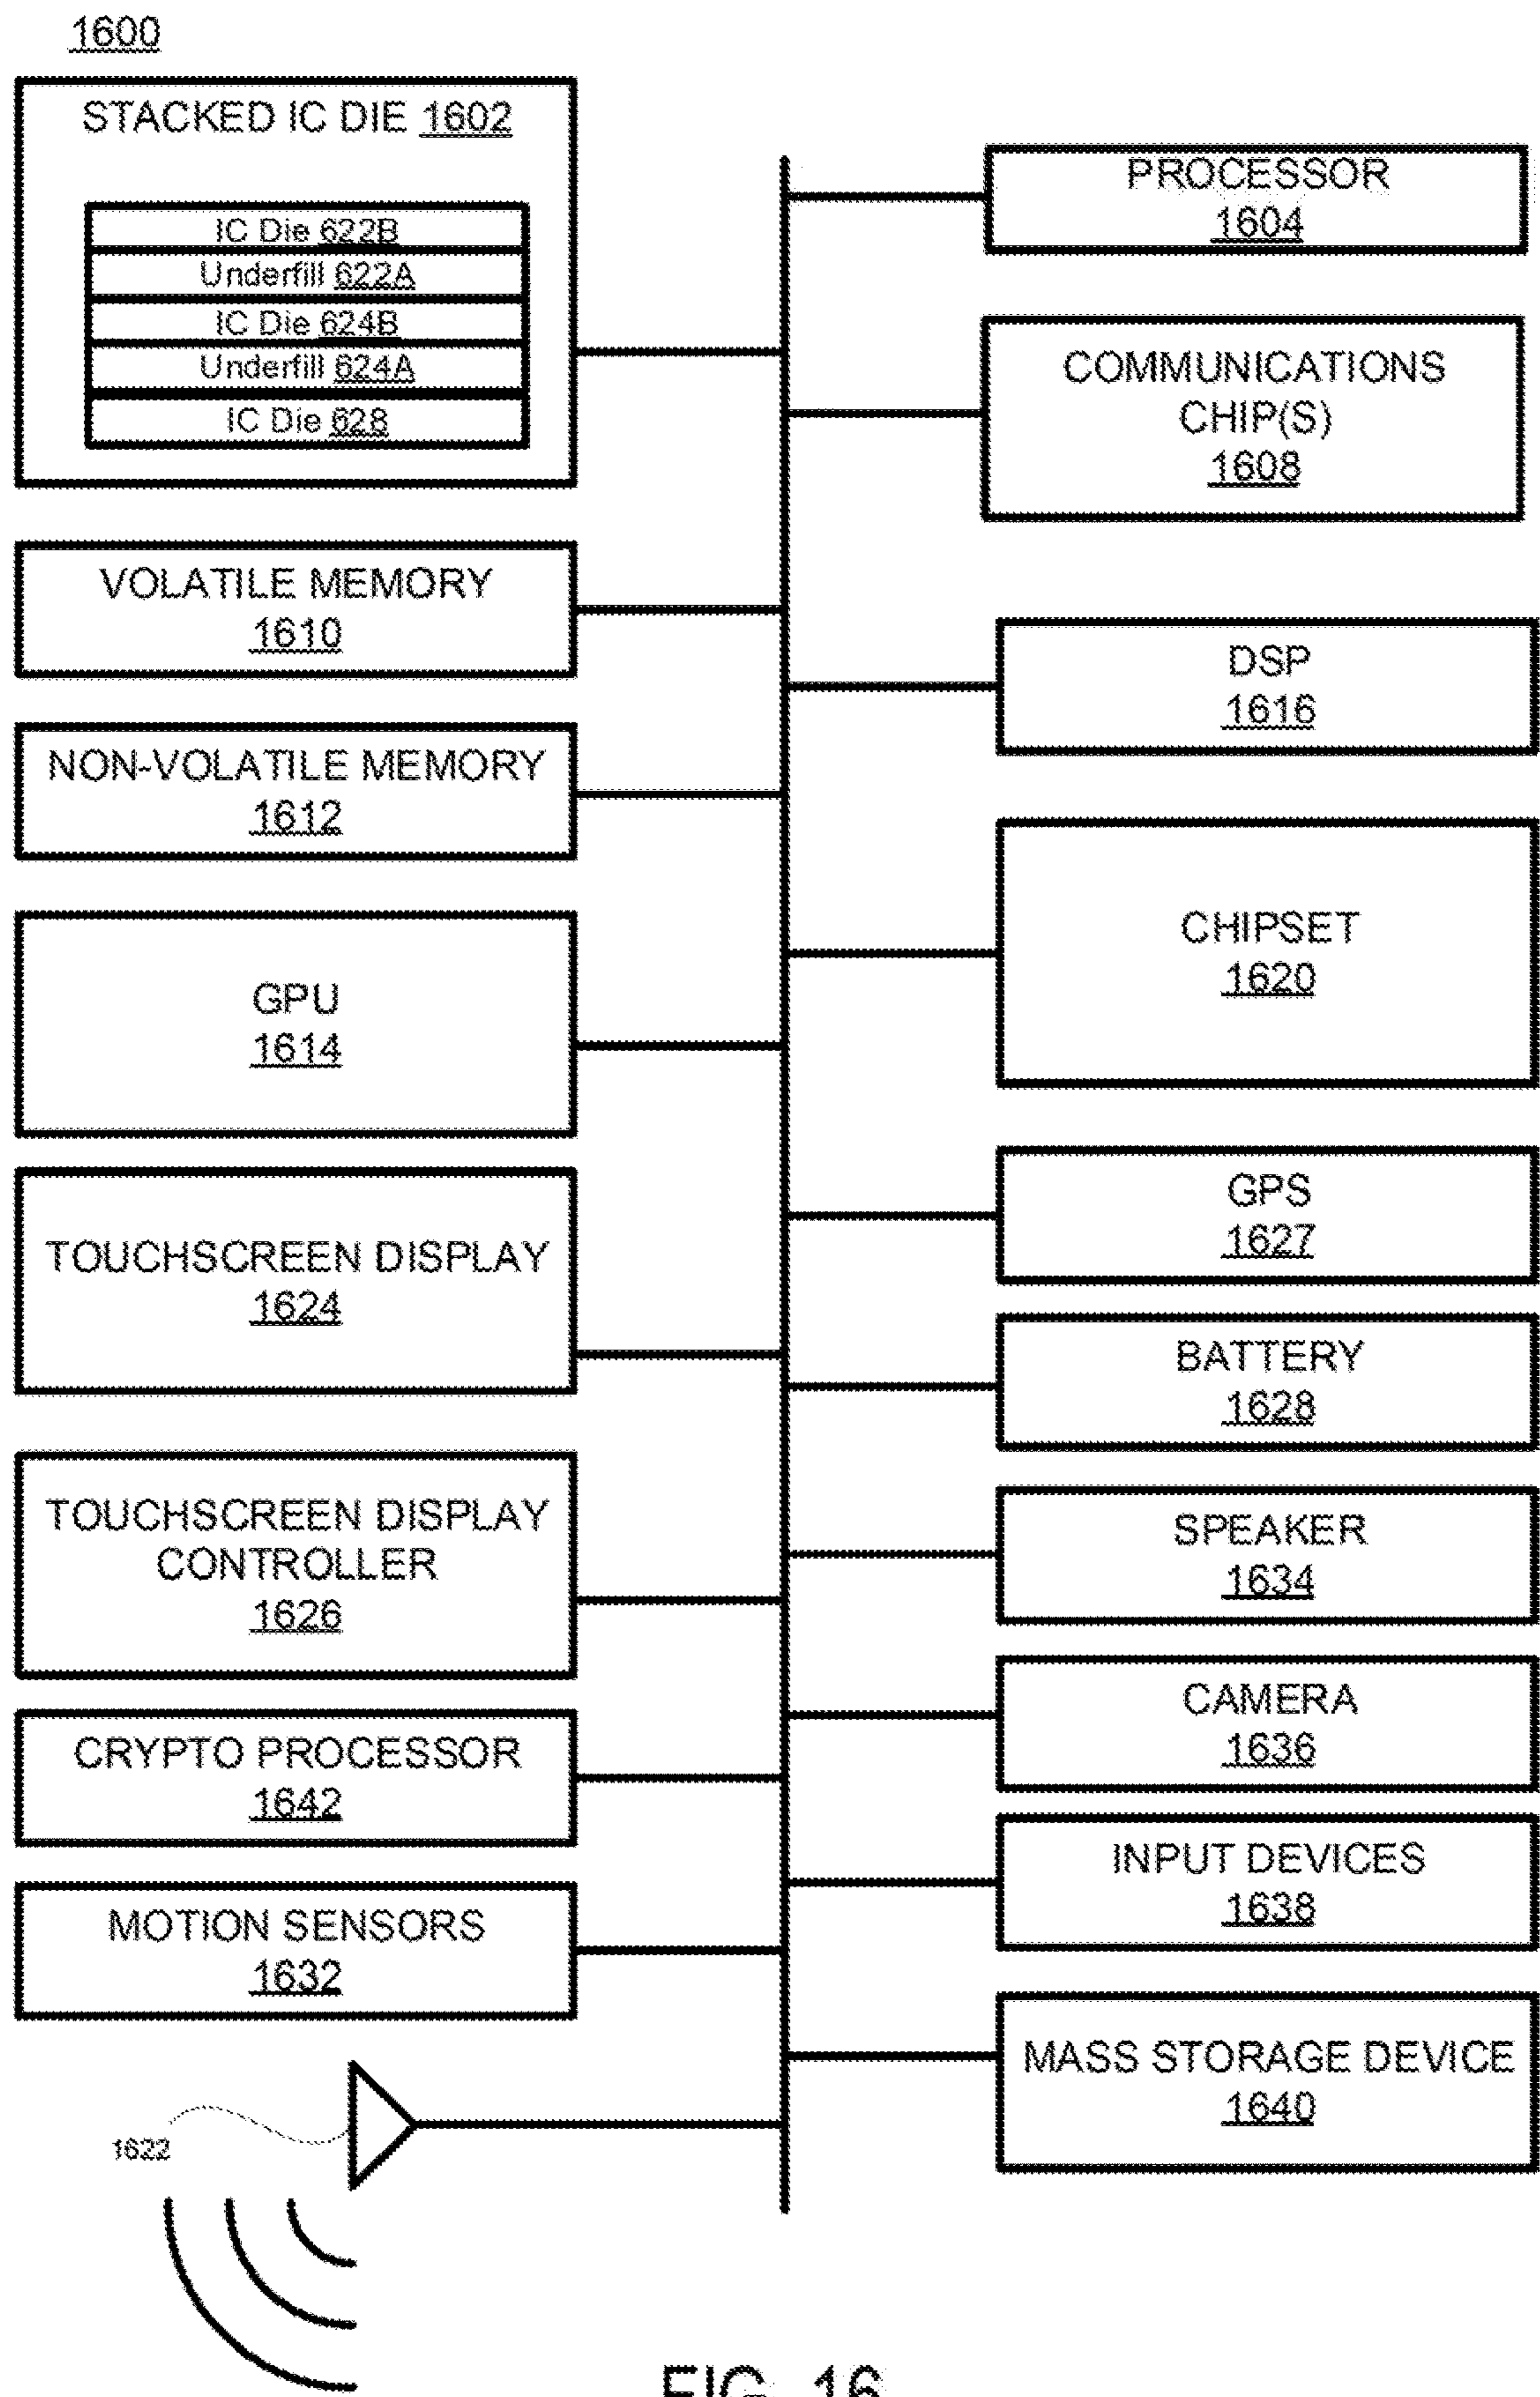 1600
STACKED IC DIE 1602
IC Die 622B
Underfill 622A
IC Die 624B
Underfill 624A
IC Die 628
VOLATILE MEMORY
1610
NON-VOLATILE MEMORY
1612
GPU
1614
TOUCHSCREEN DISPLAY
1624
TOUCHSCREEN DISPLAY
CONTROLLER
1626
CRYPTO PROCESSOR
1642
MOTION SENSORS
1632
1622
PROCESSOR
1604
COMMUNICATIONS
CHIP(S)
1608
DSP
1616
CHIPSET
1620
GPS
1627
BATTERY
1628
SPEAKER
1634
CAMERA
1636
INPUT DEVICES
1638
MASS STORAGE DEVICE
1640
FIG. 16